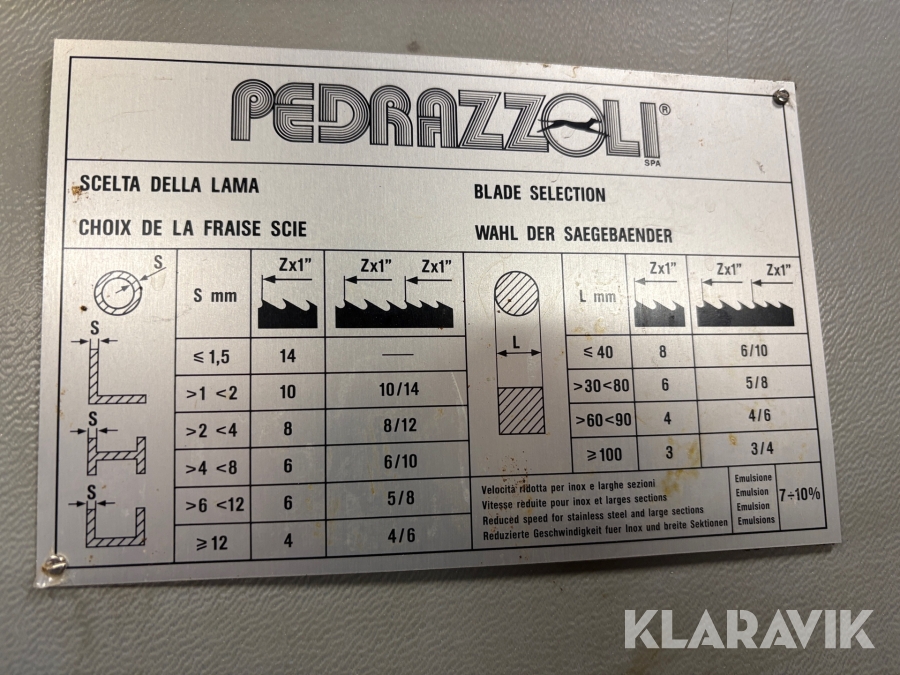 PEDRAZZOLI®
SPA
SCELTA DELLA LAMA
BLADE SELECTION
CHOIX DE LA FRAISE SCIE
WAHL DER SAEGEBAENDER
S
S
S
S
S mm Zx1" Zx1" Zx1"
≤ 1,5 14 —
>1 <2 10 10/14
>2 <4 8 8/12
>4 <8 6 6/10
>6 <12 6 5/8
≥ 12 4 4/6
L
L mm Zx1" Zx1" Zx1"
≤ 40 8 6/10
>30<80 6 5/8
>60<90 4 4/6
≥ 100 3 3/4
Velocità ridotta per inox e larghe sezioni
Vitesse réduite pour inox et larges sections
Reduced speed for stainless steel and large sections
Reduzierte Geschwindigkeit fuer Inox und breite Sektionen
Emulsione
Emulsion
Emulsion
Emulsions
7÷10%
KLARAVIK